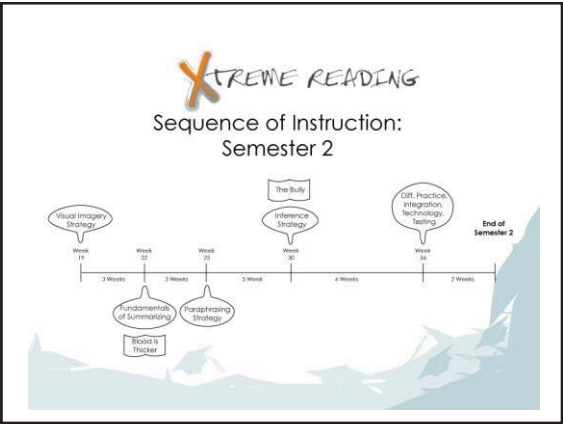 XTREME READING
Sequence of Instruction:
Semester 2
The Bully
Visual Imagery
Strategy
Inference
Strategy
Diff. Practice,
Integration,
Technology,
Testing
End of
Semester 2
Week
19
Week
22
Week
25
Week
30
Week
36
3 Weeks
3 Weeks
5 Weeks
6 Weeks
2 Weeks
Fundamentals
of Summarizing
Paraphrasing
Strategy
Blood is
Thicker